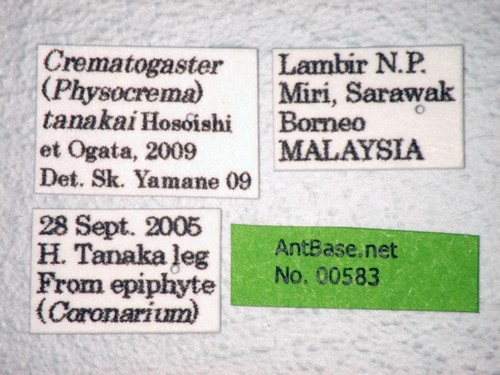 Crematogaster
(Physocrema)
tanakai Hosoishi
et Ogata, 2009
Det. Sk. Yamane 09
Lambir N.P.
Miri, Sarawak
Borneo
MALAYSIA
28 Sept. 2005
H. Tanaka leg
From epiphyte
(Coronarium)
AntBase.net
No. 00583